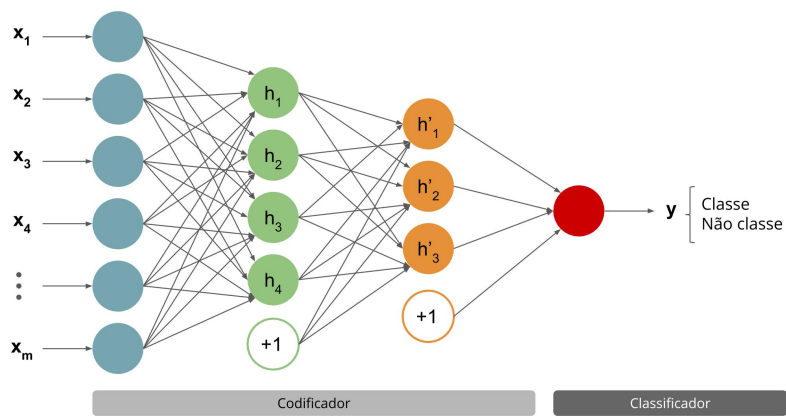 x1
x2
x3
x4
xm
h1
h2
h3
h4
+1
h'1
h'2
h'3
+1
y
Classe
Não classe
Codificador
Classificador